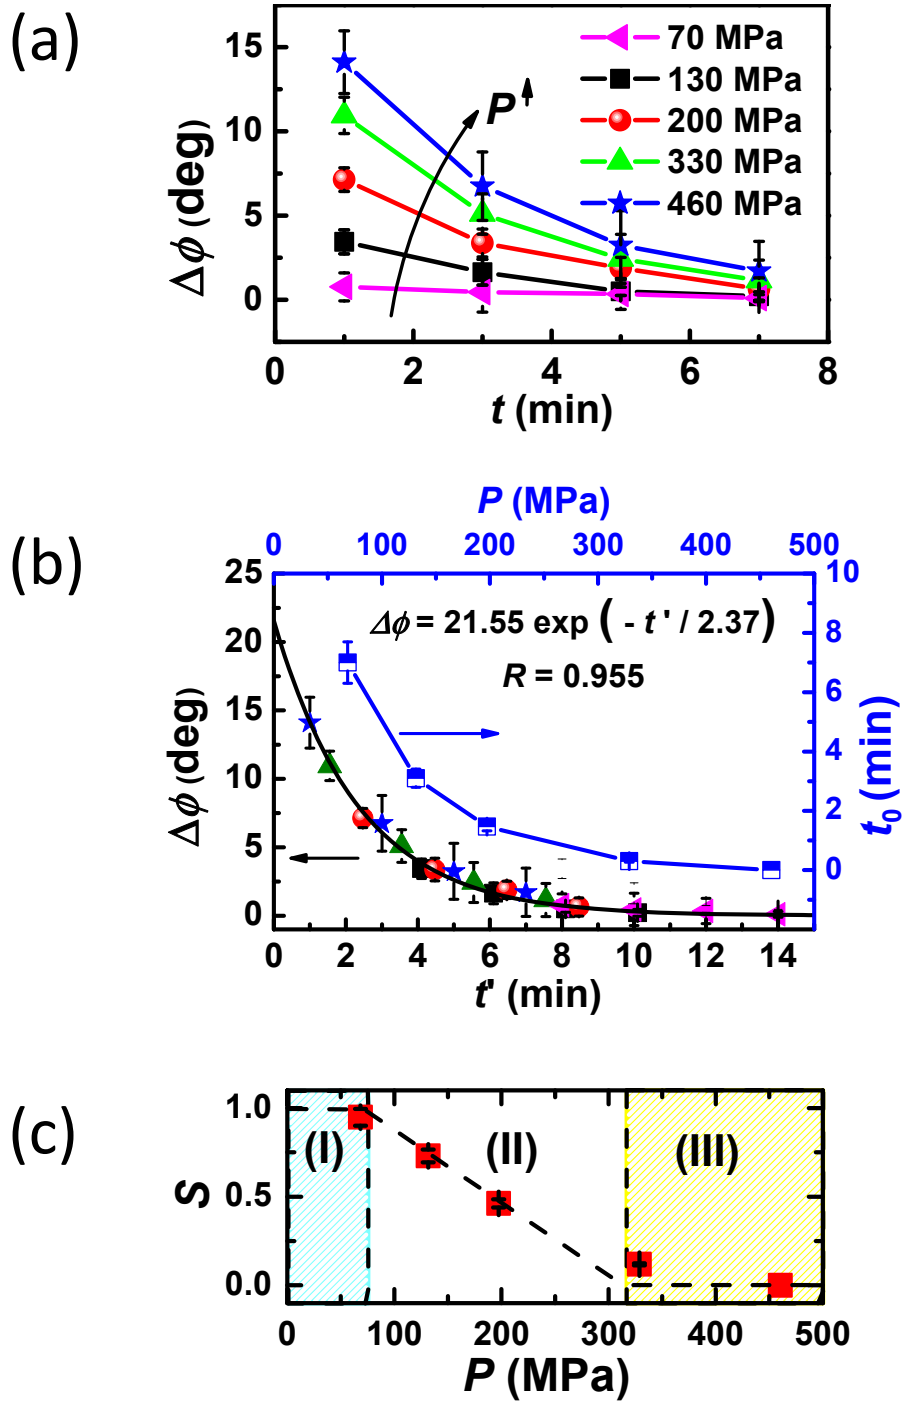 (a)
15
10
5
0
Δϕ (deg)
P
70 MPa
130 MPa
200 MPa
330 MPa
460 MPa
0 2 4 6 8
t (min)
(b)
P (MPa)
0 100 200 300 400 500
25
20
15
10
5
0
Δϕ (deg)
Δϕ = 21.55 exp ( - t ' / 2.37)
R = 0.955
10
8
6
4
2
0
t0 (min)
0 2 4 6 8 10 12 14
t' (min)
(c)
1.0
0.5
0.0
S
(I) (II) (III)
0 100 200 300 400 500
P (MPa)